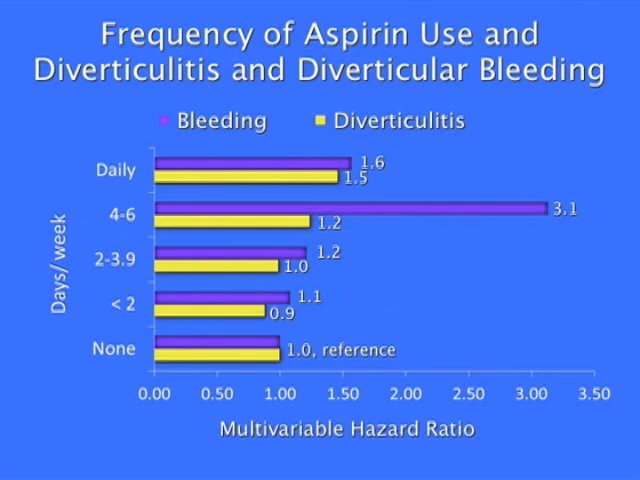 Frequency of Aspirin Use and
Diverticulitis and Diverticular Bleeding
Bleeding Diverticulitis
Daily 1.6
1.5
4-6 3.1
1.2
2-3.9 1.2
1.0
< 2 1.1
0.9
None 1.0, reference
Days/ week
0.00 0.50 1.00 1.50 2.00 2.50 3.00 3.50
Multivariable Hazard Ratio